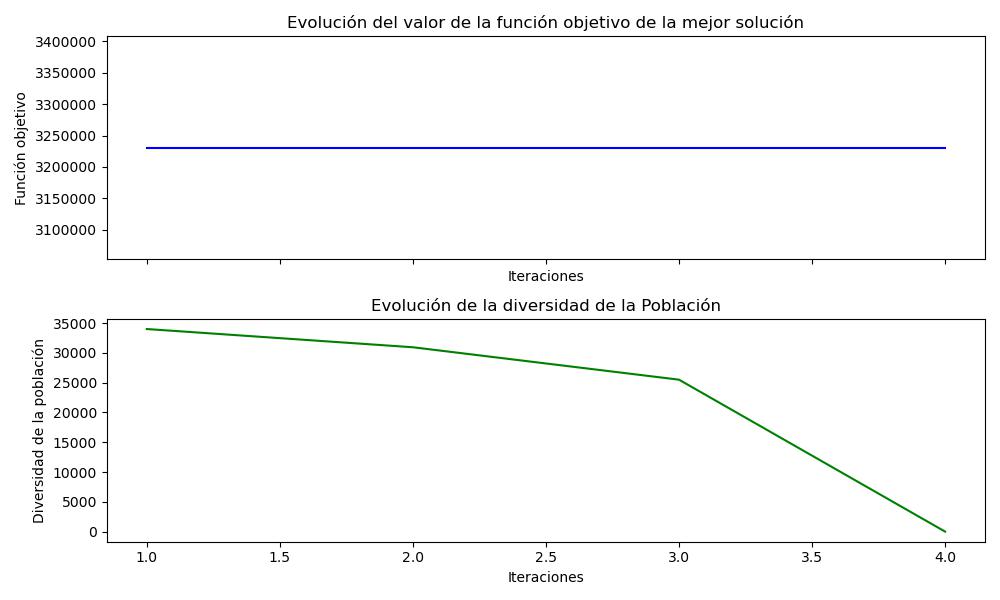 Evolución del valor de la función objetivo de la mejor solución
3400000
3350000
3300000
3250000
3200000
3150000
3100000
Función objetivo
Iteraciones
Evolución de la diversidad de la Población
35000
30000
25000
20000
15000
10000
5000
0
Diversidad de la población
1.0 1.5 2.0 2.5 3.0 3.5 4.0
Iteraciones